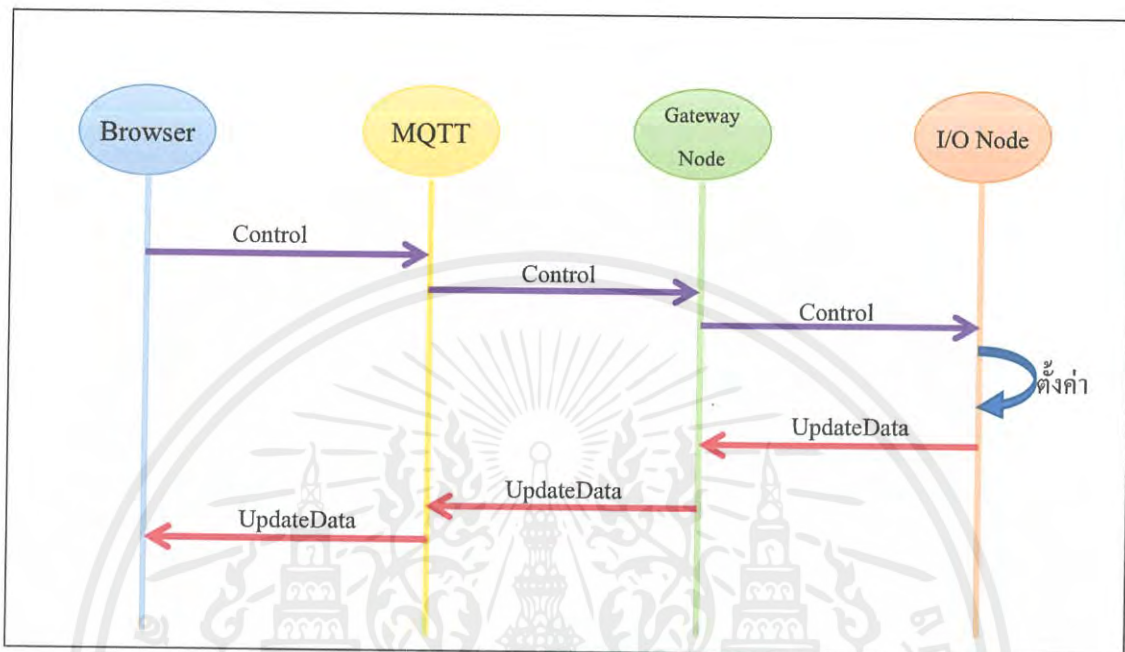 Browser
MQTT
Gateway
Node
I/O Node
Control
Control
Control
ตั้งค่า
UpdateData
UpdateData
UpdateData